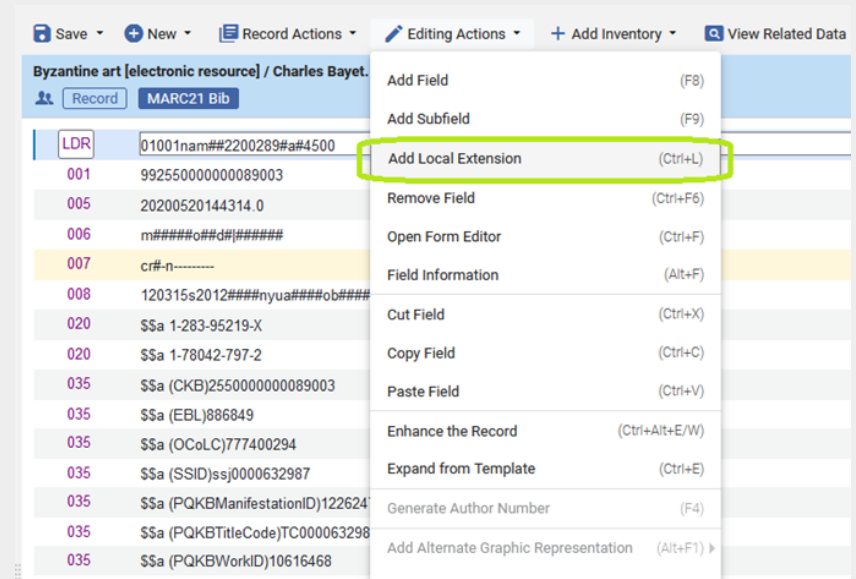 Save New Record Actions Editing Actions Add Inventory View Related Data
Byzantine art [electronic resource] / Charles Bayet.
Record MARC21 Bib
Add Field (F8)
Add Subfield (F9)
Add Local Extension (Ctrl+L)
Remove Field (Ctrl+F6)
Open Form Editor (Ctrl+F)
Field Information (Alt+F)
Cut Field (Ctrl+X)
Copy Field (Ctrl+C)
Paste Field (Ctrl+V)
Enhance the Record (Ctrl+Alt+E/W)
Expand from Template (Ctrl+E)
Generate Author Number (F4)
Add Alternate Graphic Representation (Alt+F1)
LDR 01001nam##2200289#a#4500
001 992550000000089003
005 20200520144314.0
006 m#####o##d#|######
007 cr#-n---------
008 120315s2012####nyua####ob####
020 $$a 1-283-95219-X
020 $$a 1-78042-797-2
035 $$a (CKB)2550000000089003
035 $$a (EBL)886849
035 $$a (OCoLC)777400294
035 $$a (SSID)ssj0000632987
035 $$a (PQKBManifestationID)122624
035 $$a (PQKBTitleCode)TC000063298
035 $$a (PQKBWorkID)10616468